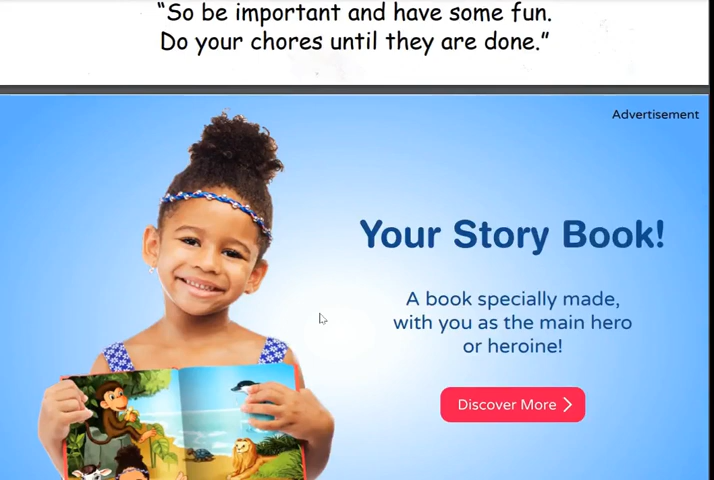 "So be important and have some fun.
Do your chores until they are done."
Advertisement
Your Story Book!
A book specially made,
with you as the main hero
or heroine!
Discover More